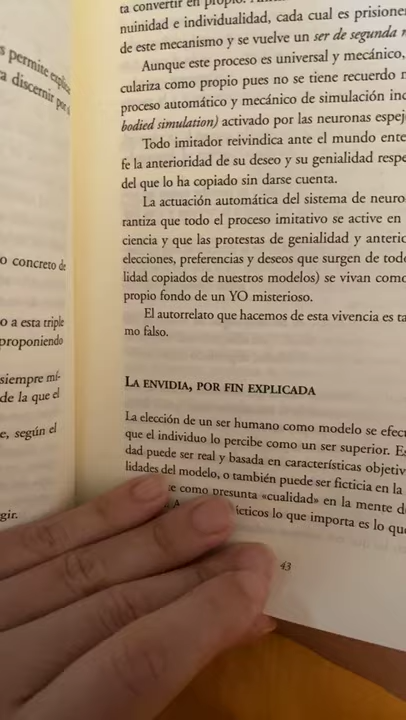 s permite explic
a discernir por
o concreto de
o a esta triple
proponiendo
siempre mí-
de la que el
e, según el
gir.
ta convertir en propio.
nuinidad e individualidad, cada cual es prisione
de este mecanismo y se vuelve un ser de segunda
Aunque este proceso es universal y mecánico,
culariza como propio pues no se tiene recuerdo
proceso automático y mecánico de simulación inc
bodied simulation) activado por las neuronas espej
Todo imitador reivindica ante el mundo ente
fe la anterioridad de su deseo y su genialidad respe
del que lo ha copiado sin darse cuenta.
La actuación automática del sistema de neuro
rantiza que todo el proceso imitativo se active en
ciencia y que las protestas de genialidad y anterio
elecciones, preferencias y deseos que surgen de tod
lidad copiados de nuestros modelos) se vivan como
propio fondo de un YO misterioso.
El autorrelato que hacemos de esta vivencia es ta
mo falso.
LA ENVIDIA, POR FIN EXPLICADA
La elección de un ser humano como modelo se efec
que el individuo lo percibe como un ser superior. Es
dad puede ser real y basada en características objetiv
lidades del modelo, o también puede ser ficticia en la
te como presunta «cualidad» en la mente d
icticos lo que importa es lo que
43